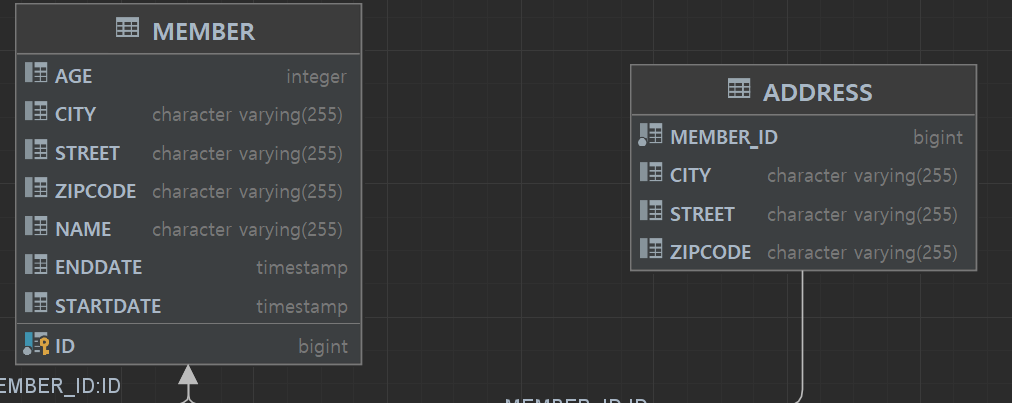 MEMBER
AGE integer
CITY character varying(255)
STREET character varying(255)
ZIPCODE character varying(255)
NAME character varying(255)
ENDDATE timestamp
STARTDATE timestamp
ID bigint
EMBER_ID:ID
ADDRESS
MEMBER_ID bigint
CITY character varying(255)
STREET character varying(255)
ZIPCODE character varying(255)
MEMBER_ID:ID